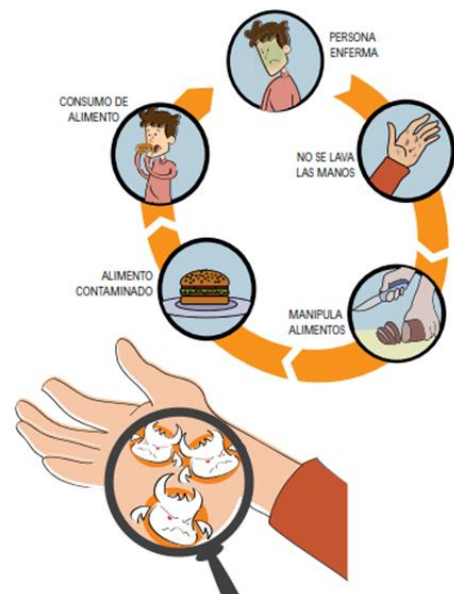 PERSONA
ENFERMA
NO SE LAVA
LAS MANOS
MANIPULA
ALIMENTOS
ALIMENTO
CONTAMINADO
CONSUMO DE
ALIMENTO